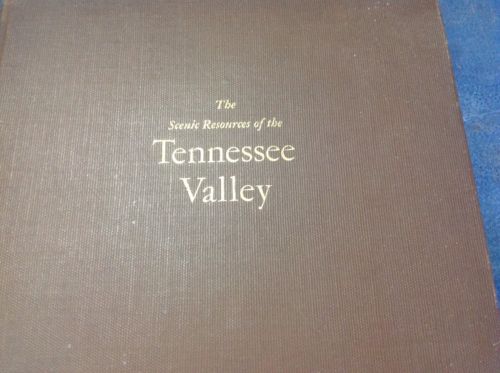 The
Scenic Resources of the
Tennessee
Valley